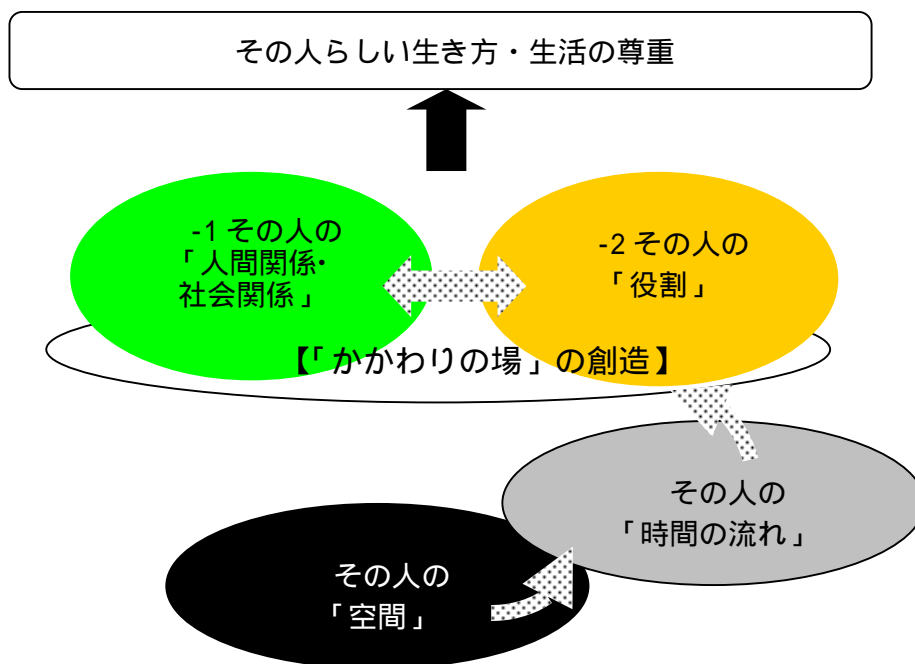 その人らしい生き方・生活の尊重
-1 その人の
「人間関係・
社会関係」
-2 その人の
「役割」
【「かかわりの場」の創造】
その人の
「時間の流れ」
その人の
「空間」